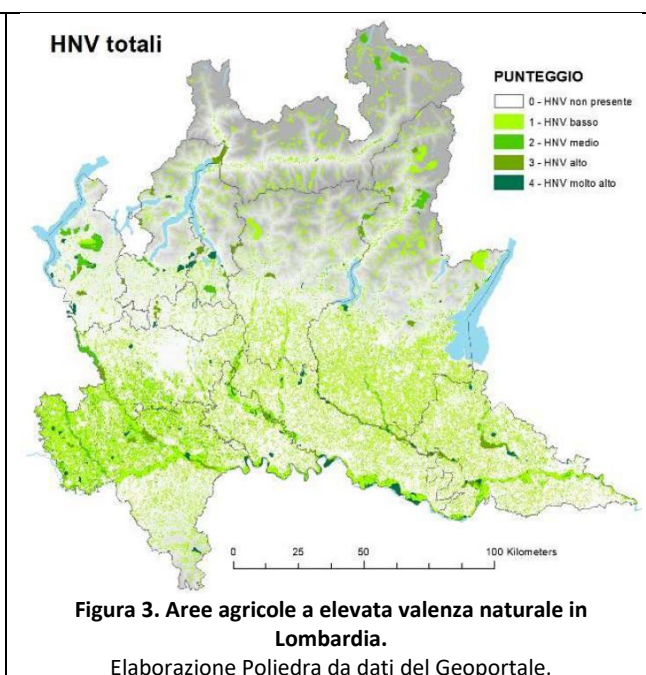 HNV totali
PUNTEGGIO
0 - HNV non presente
1 - HNV basso
2 - HNV medio
3 - HNV alto
4 - HNV molto alto
0 25 50 100 Kilometers
Figura 3. Aree agricole a elevata valenza naturale in
Lombardia.
Elaborazione Poliedra da dati del Geoportale.